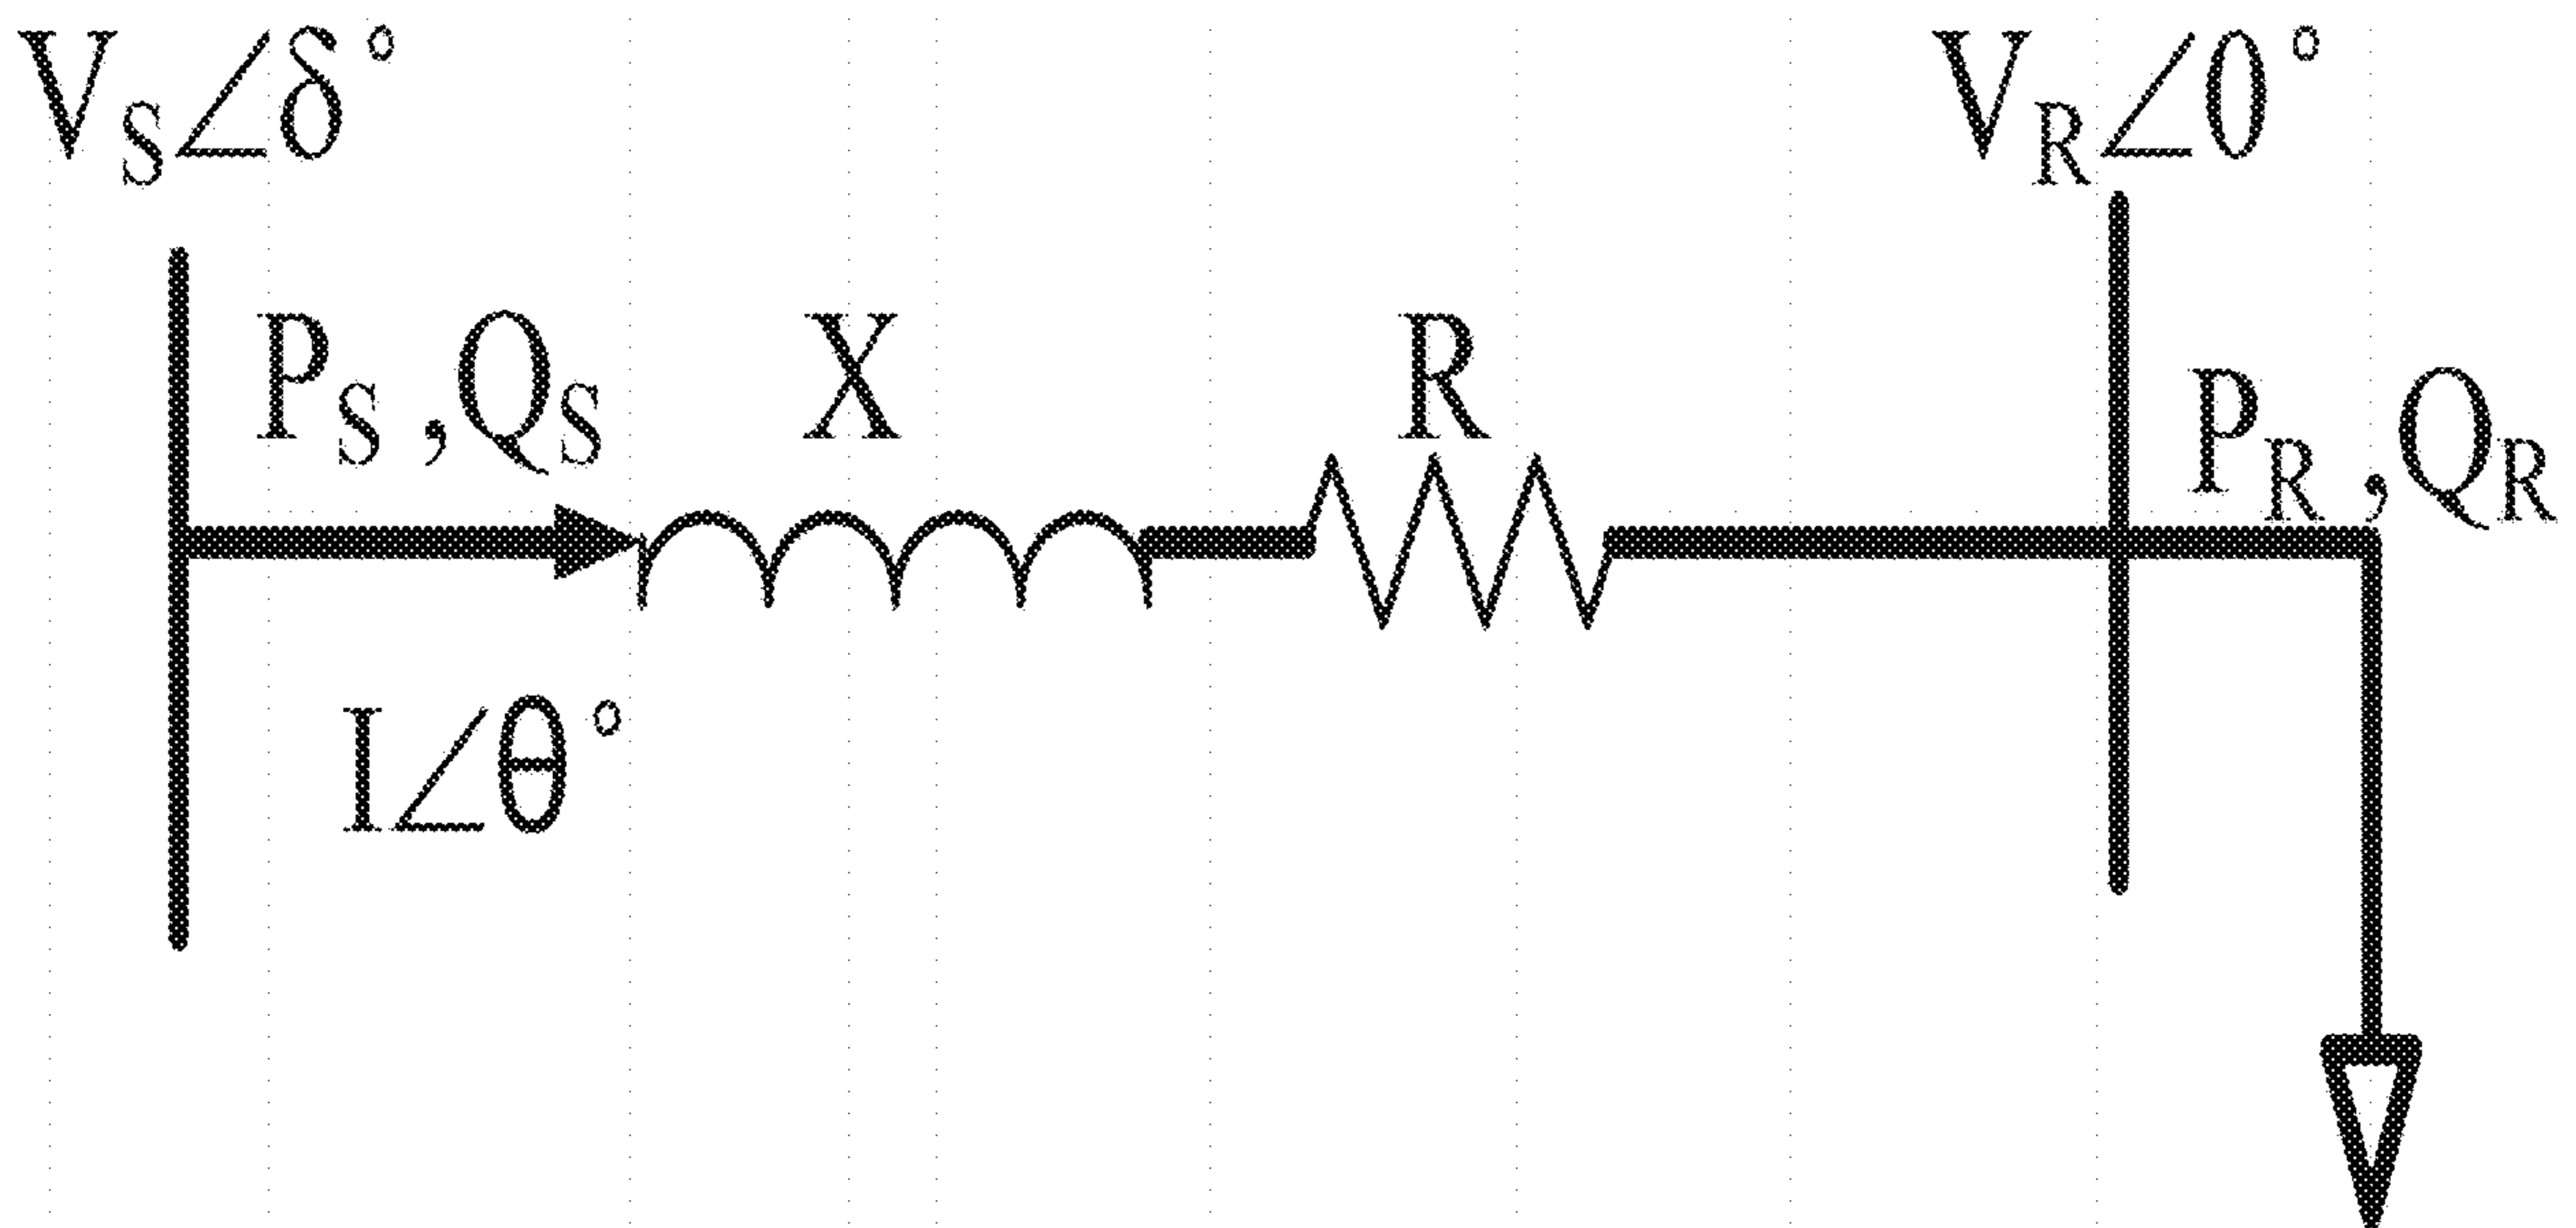 V_S∠δ° V_R∠0°
P_S ,Q_S X R P_R ,Q_R
I∠θ°